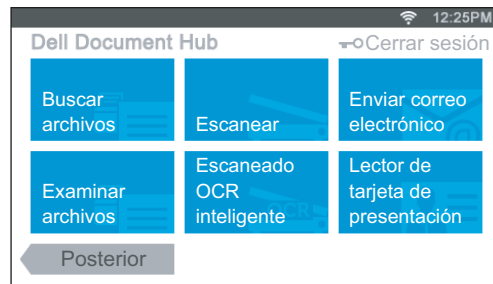 12:25PM
Dell Document Hub
Cerrar sesión
Buscar
archivos
Escanear
Enviar correo
electrónico
Examinar
archivos
Escaneado
OCR
inteligente
Lector de
tarjeta de
presentación
Posterior